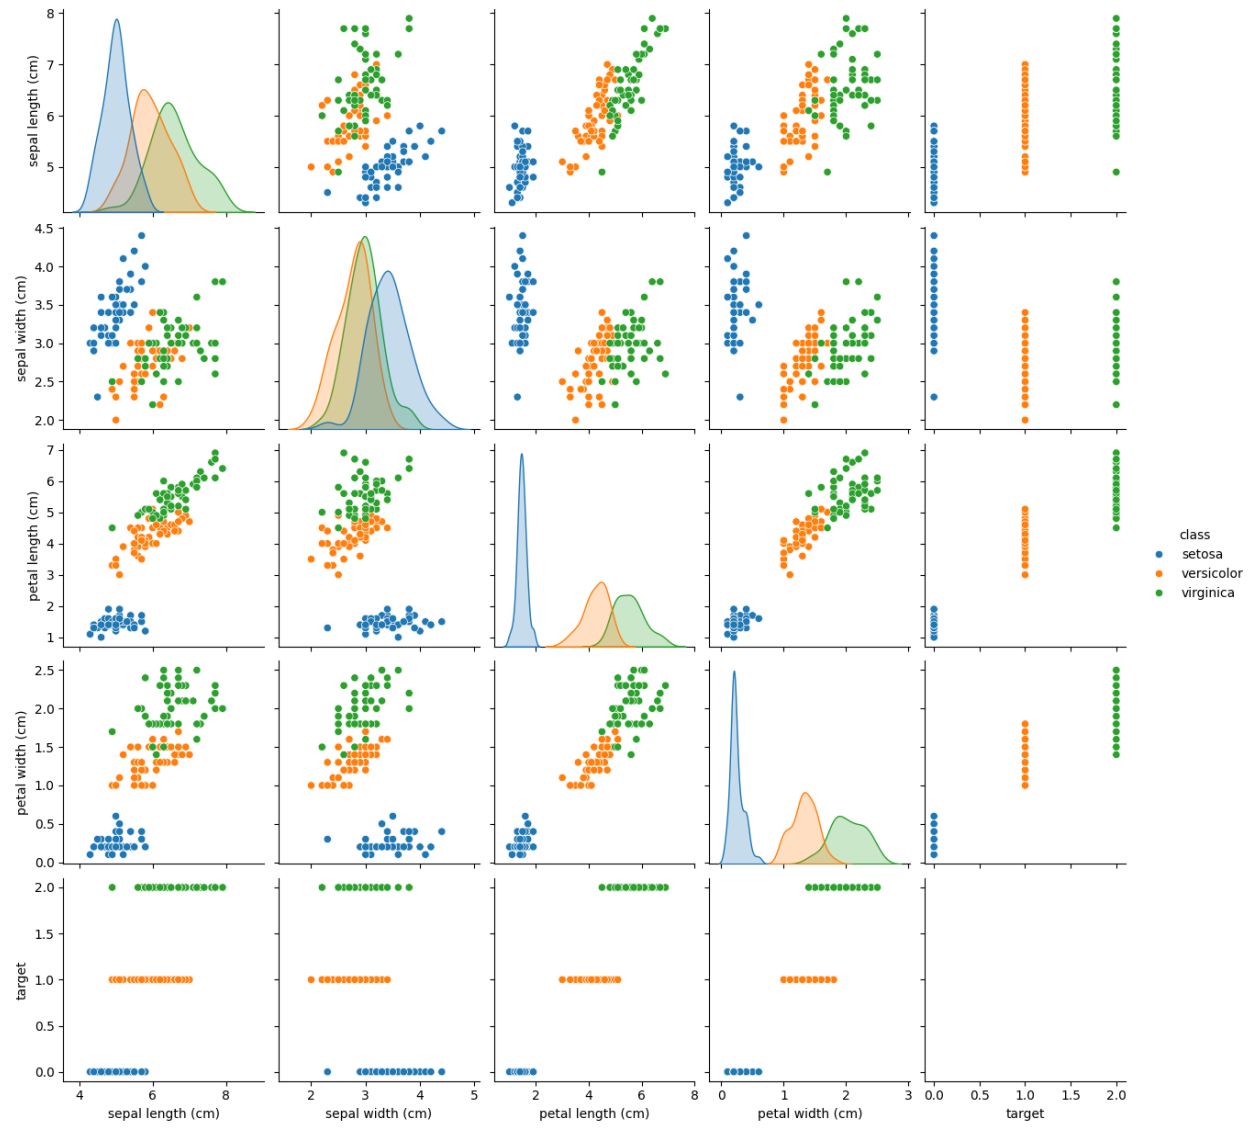 8
7
6
5
sepal length (cm)
4.5
4.0
3.5
3.0
2.5
2.0
sepal width (cm)
7
6
5
4
3
2
1
petal length (cm)
class
setosa
versicolor
virginica
2.5
2.0
1.5
1.0
0.5
0.0
petal width (cm)
2.0
1.5
1.0
0.5
0.0
target
4 6 8
2 3 4 5
2 4 6 8
0 1 2 3
0.0 0.5 1.0 1.5 2.0
sepal length (cm)
sepal width (cm)
petal length (cm)
petal width (cm)
target